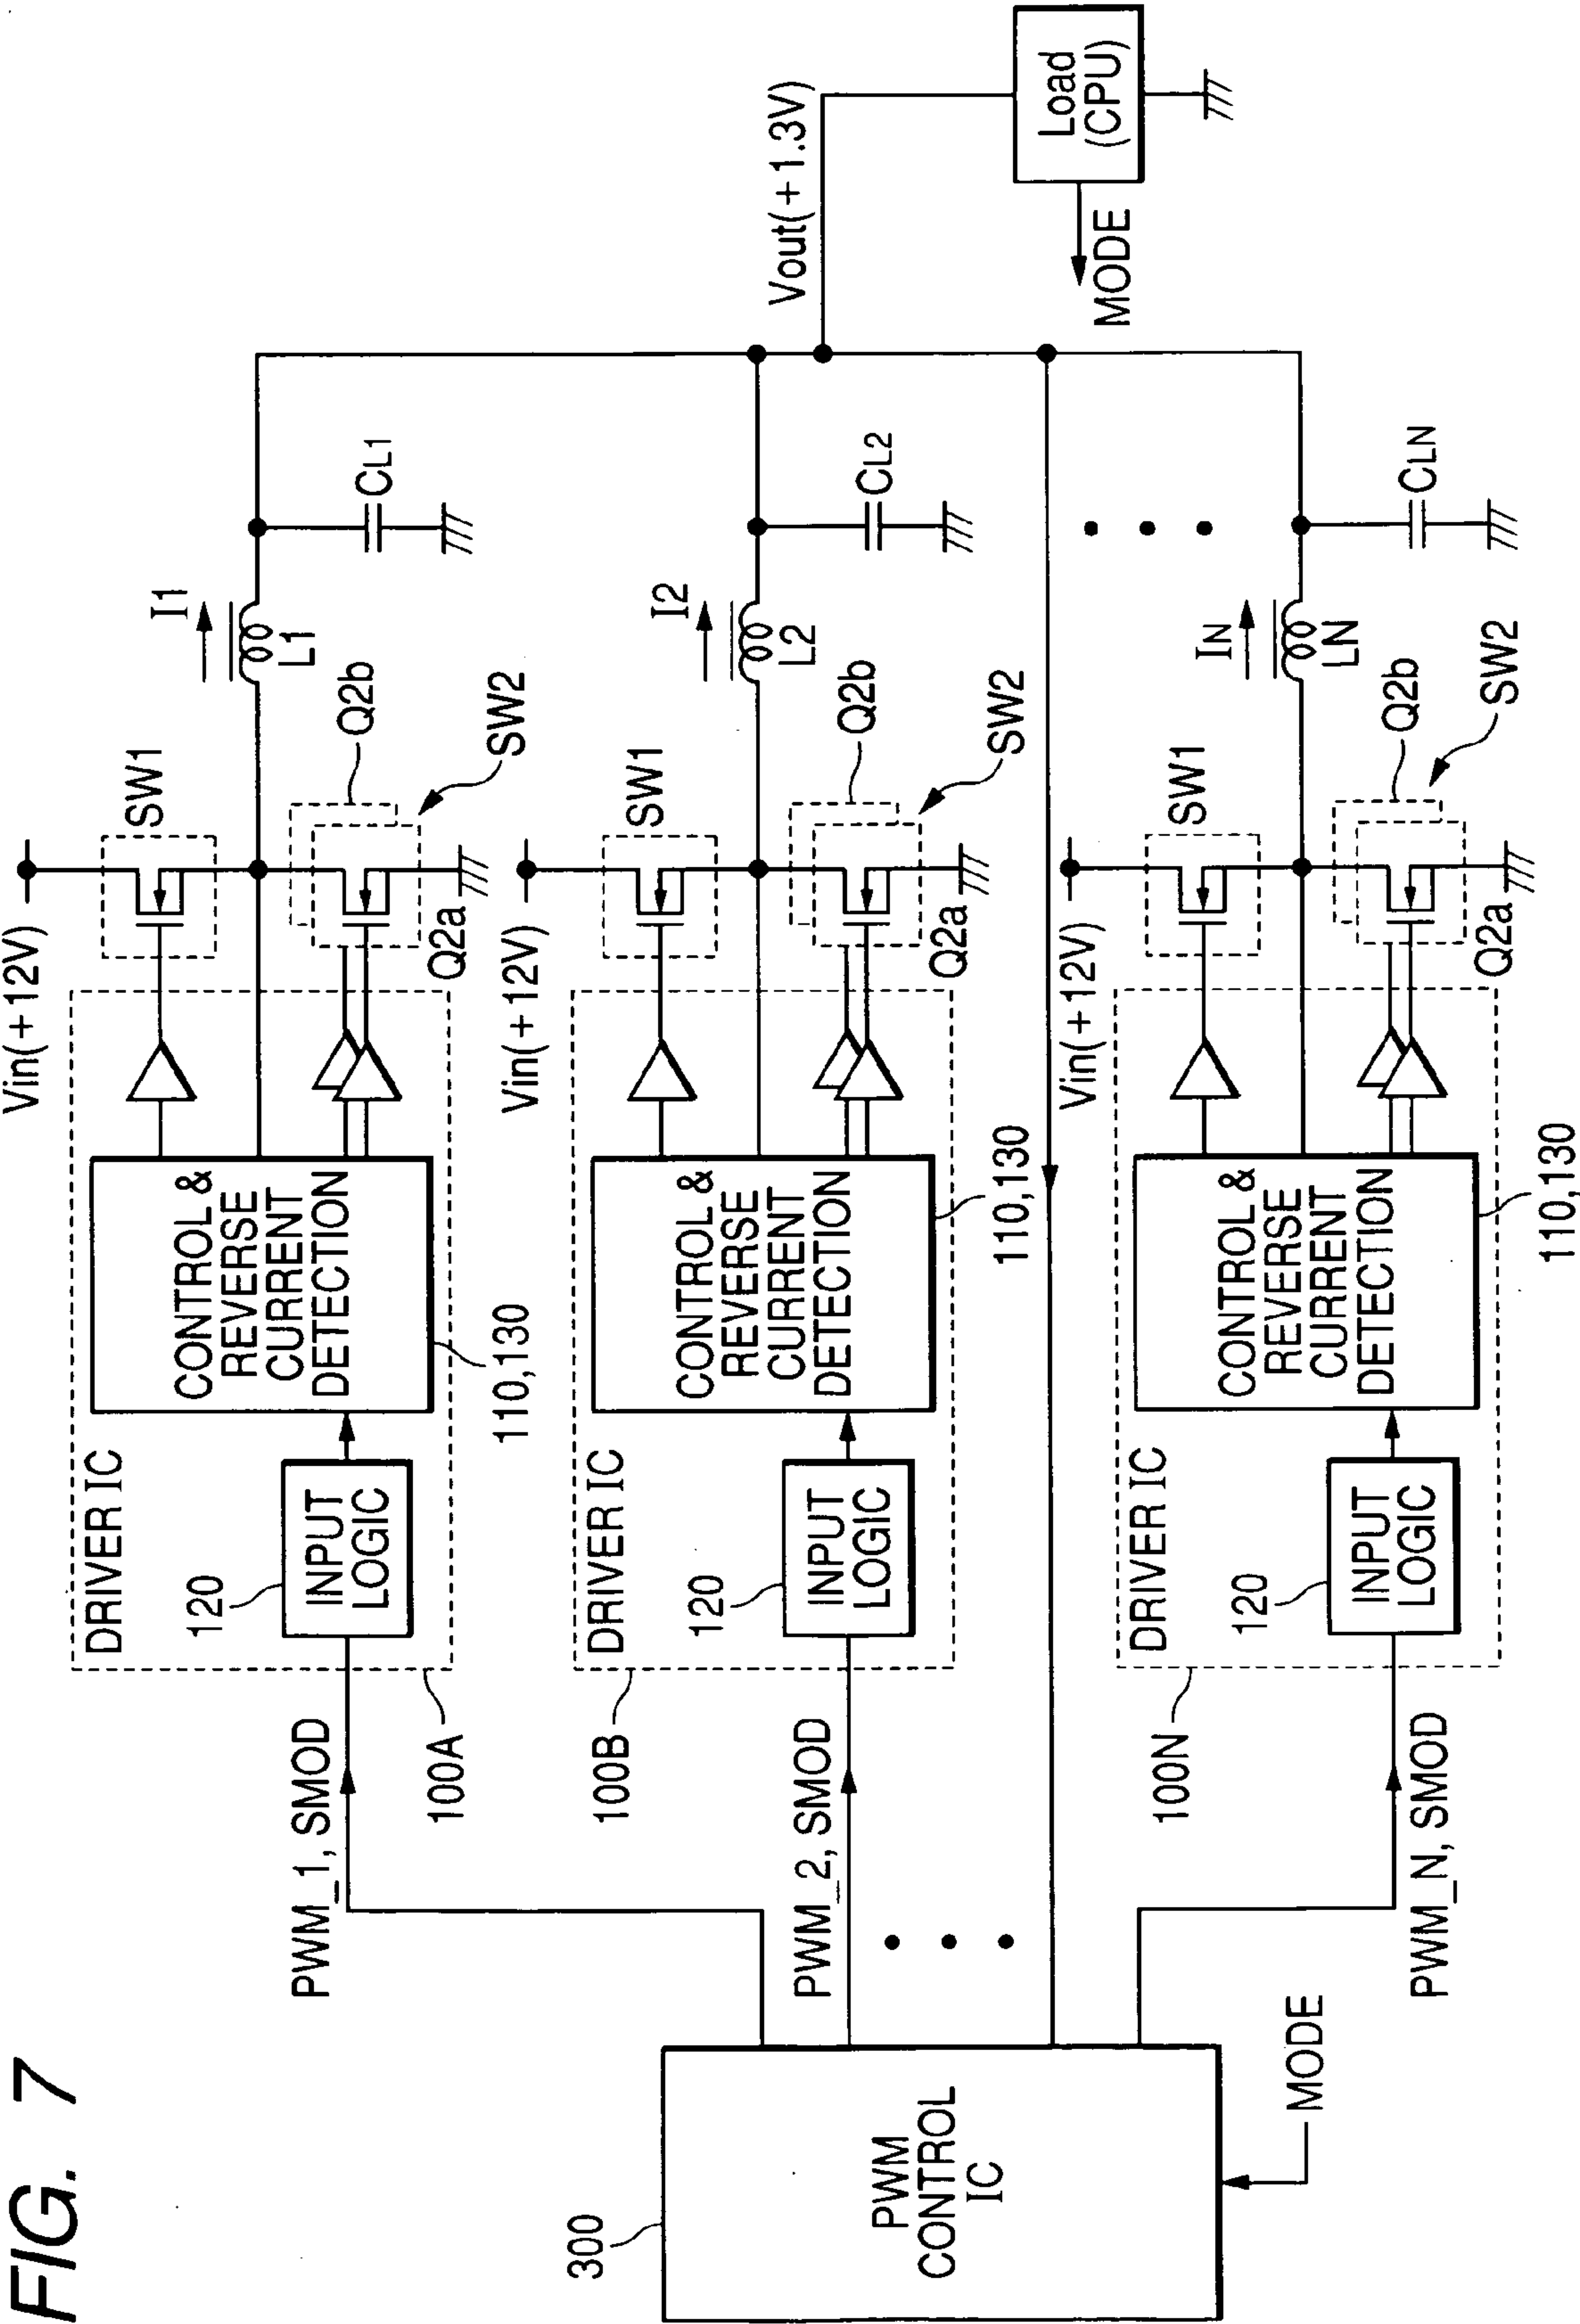 FIG. 7
Vin(+12V)
SW1
I1
L1
CL1
Q2b
SW2
Q2a
DRIVER IC
CONTROL &
REVERSE
CURRENT
DETECTION
110,130
120
INPUT
LOGIC
PWM_1, SMOD
100A
Vin(+12V)
SW1
I2
L2
CL2
Q2b
SW2
Q2a
DRIVER IC
CONTROL &
REVERSE
CURRENT
DETECTION
110,130
120
INPUT
LOGIC
100B
PWM_2, SMOD
Vout(+1.3V)
Load
(CPU)
MODE
Vin(+12V)
SW1
IN
LN
CLN
Q2b
SW2
Q2a
DRIVER IC
CONTROL &
REVERSE
CURRENT
DETECTION
110,130
120
INPUT
LOGIC
100N
PWM_N, SMOD
300
PWM
CONTROL
IC
MODE